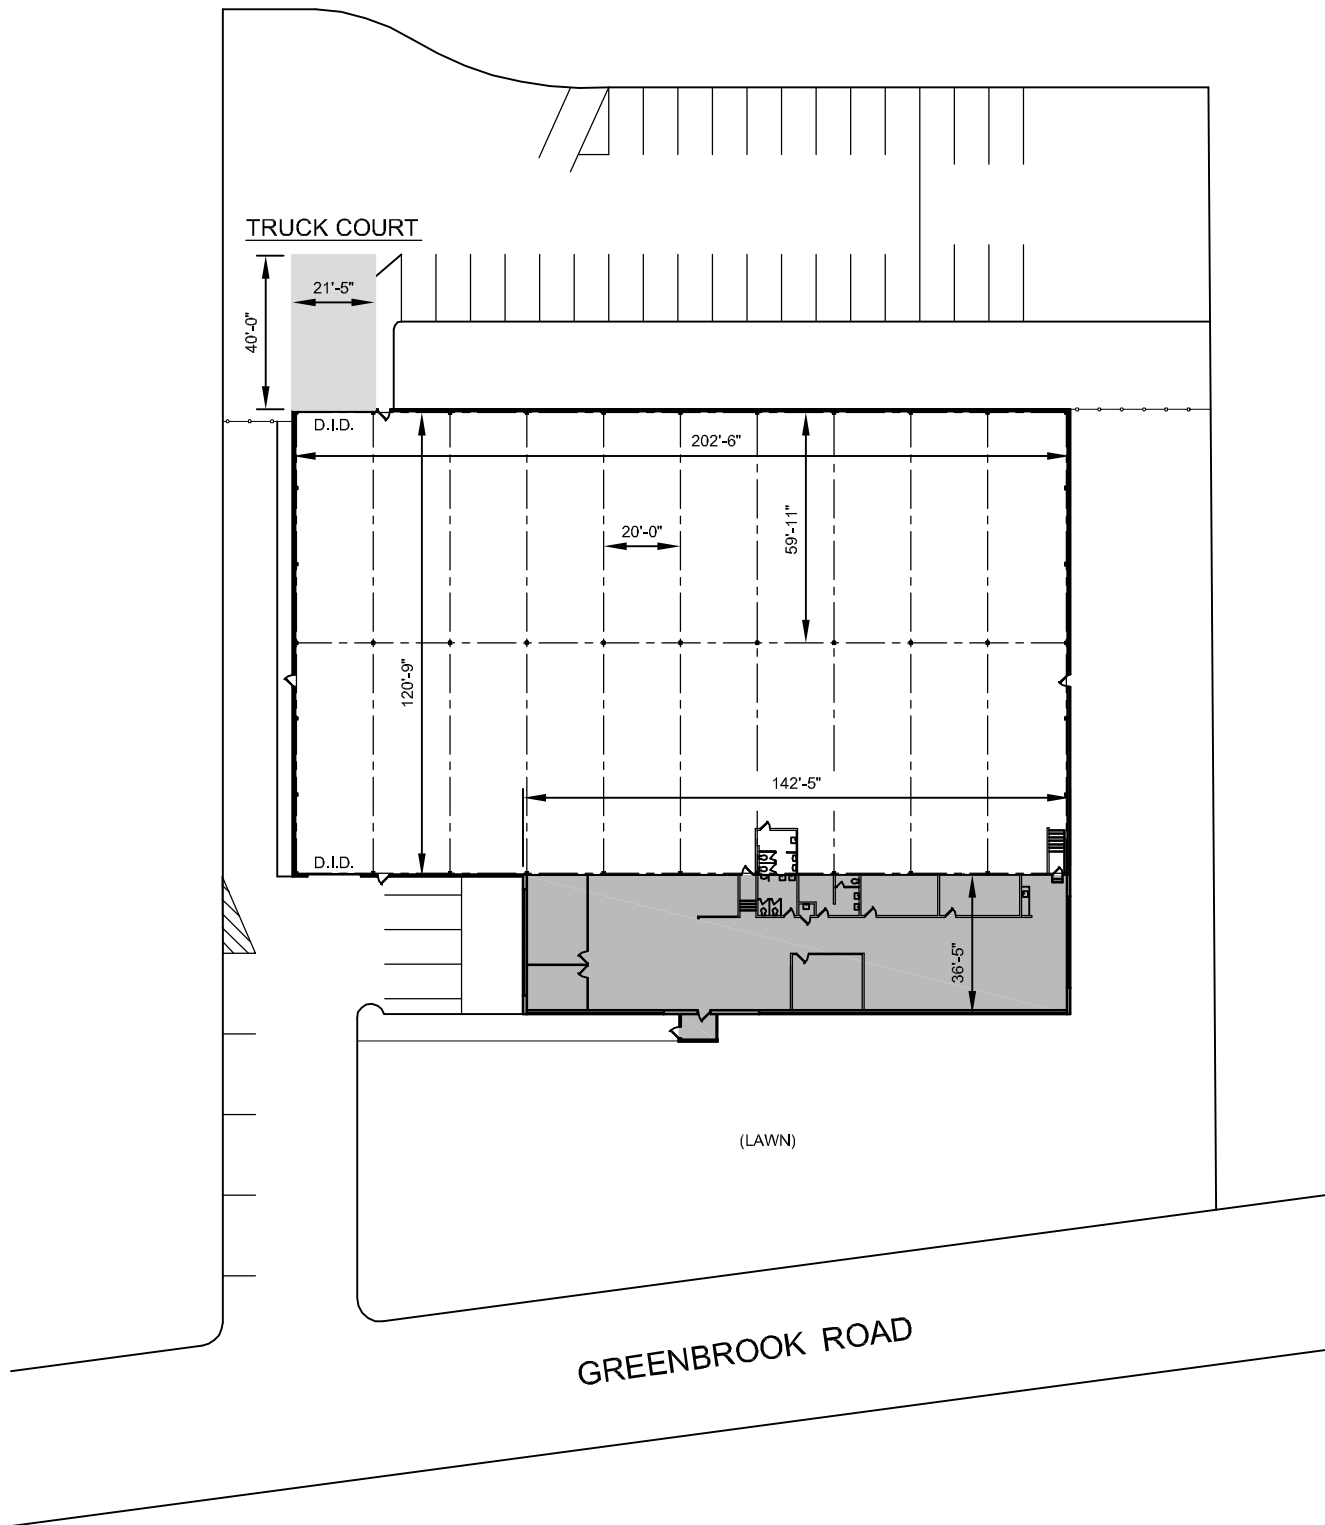 TRUCK COURT
21'-5"
40'-0"
D.I.D.
202'-6"
20'-0"
59'-11"
120'-9"
142'-5"
D.I.D.
36'-5"
(LAWN)
GREENBROOK ROAD